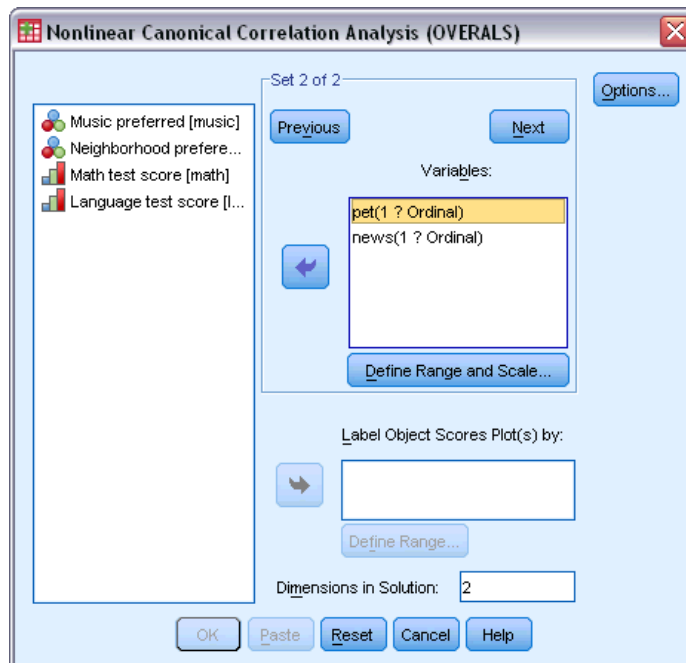 Nonlinear Canonical Correlation Analysis (OVERALS)
Set 2 of 2
Options...
Music preferred [music]
Neighborhood prefere...
Math test score [math]
Language test score [l...
Previous
Next
Variables:
pet(1 ? Ordinal)
news(1 ? Ordinal)
Define Range and Scale...
Label Object Scores Plot(s) by:
Define Range...
Dimensions in Solution:
2
OK
Paste
Reset
Cancel
Help